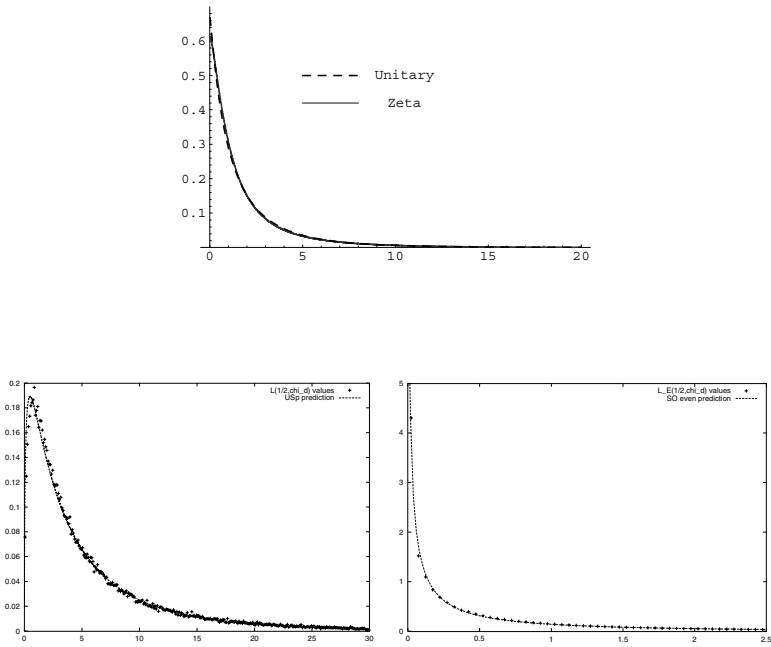 0.6
0.5
0.4
0.3
0.2
0.1
Unitary
Zeta
0 5 10 15 20
L(1/2,chi_d) values
USp prediction
0.2
0.18
0.16
0.14
0.12
0.1
0.08
0.06
0.04
0.02
0
0 5 10 15 20 25 30
L_E(1/2,chi_d) values
SO even prediction
5
4
3
2
1
0
0 0.5 1 1.5 2 2.5